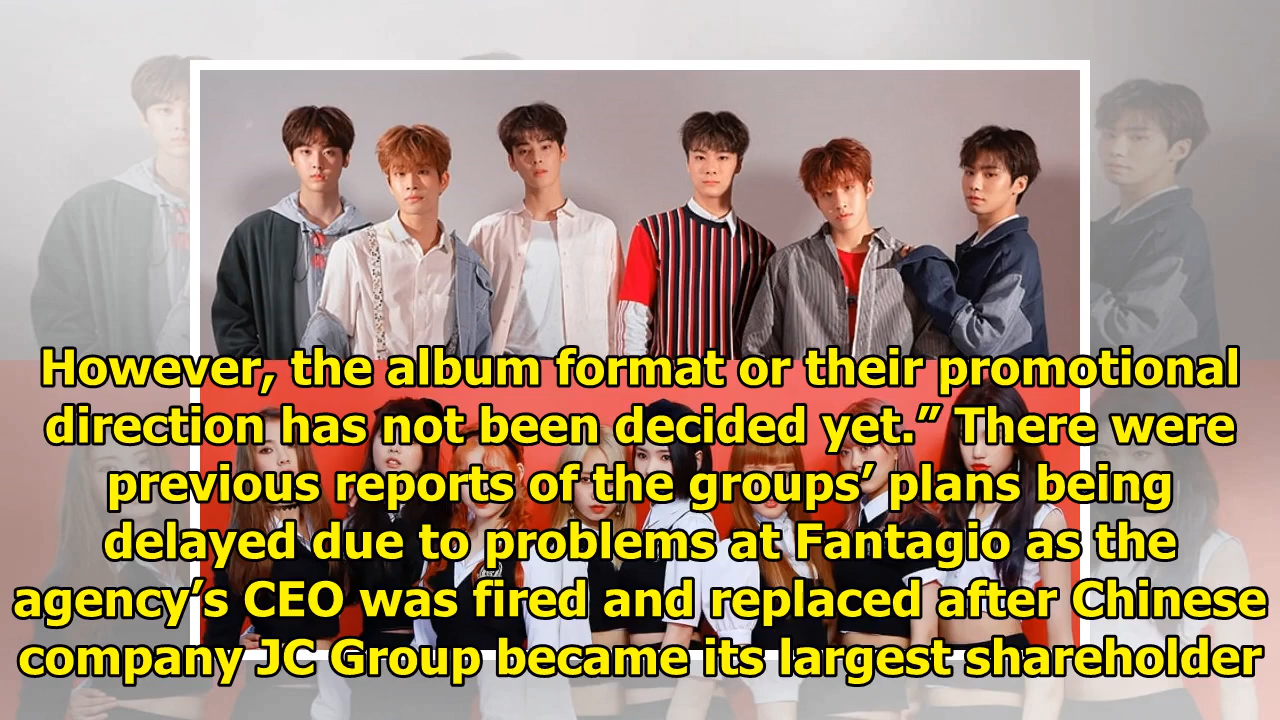 However, the album format or their promotional
direction has not been decided yet.” There were
previous reports of the groups’ plans being
delayed due to problems at Fantagio as the
agency’s CEO was fired and replaced after Chinese
company JC Group became its largest shareholder